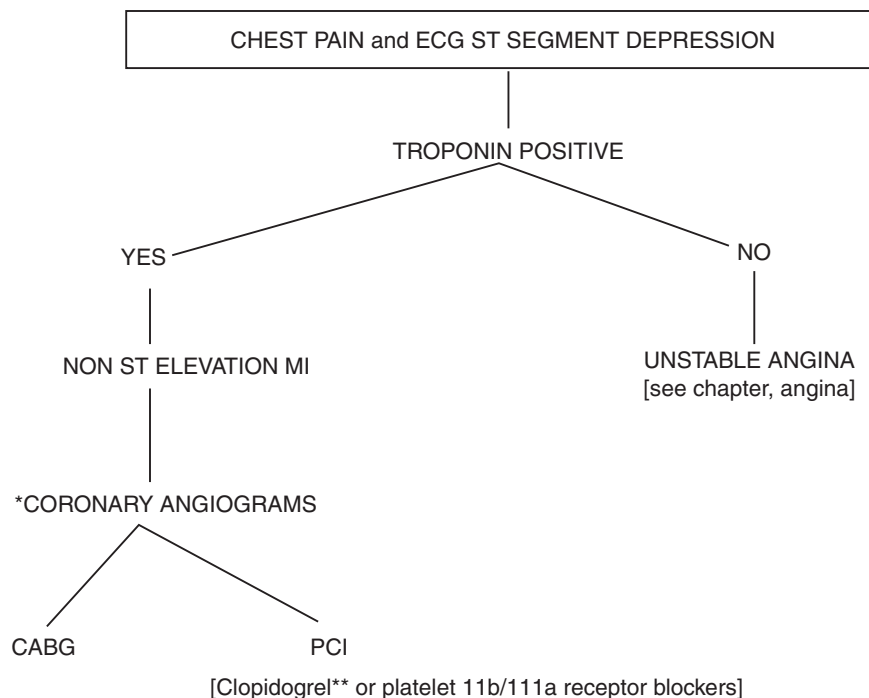 CHEST PAIN and ECG ST SEGMENT DEPRESSION
TROPONIN POSITIVE
YES
NO
NON ST ELEVATION MI
UNSTABLE ANGINA
[see chapter, angina]
*CORONARY ANGIOGRAMS
CABG
PCI
[Clopidogrel** or platelet 11b/111a receptor blockers]